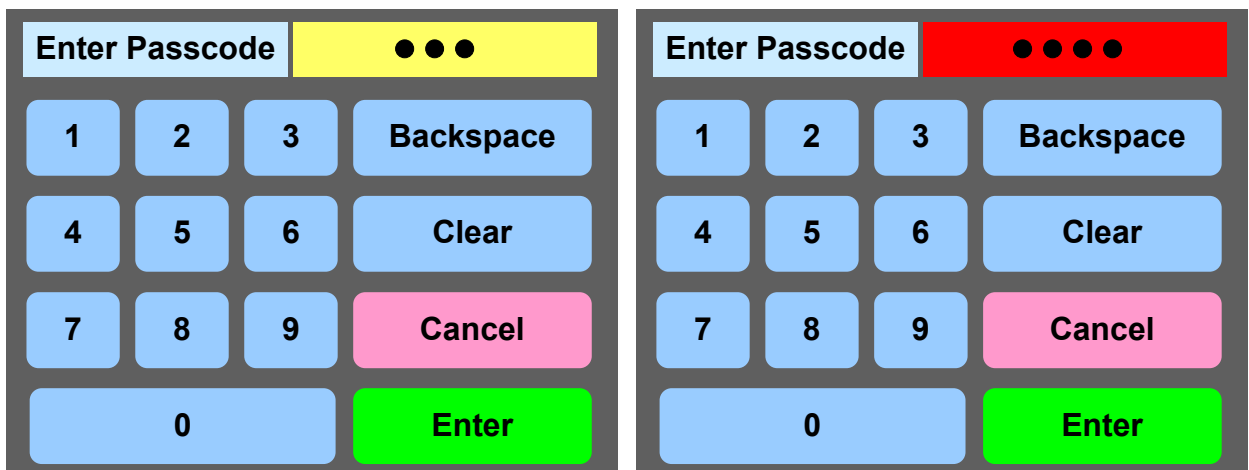 Enter Passcode ●●●
1 2 3 Backspace
4 5 6 Clear
7 8 9 Cancel
0 Enter
Enter Passcode ●●●●
1 2 3 Backspace
4 5 6 Clear
7 8 9 Cancel
0 Enter